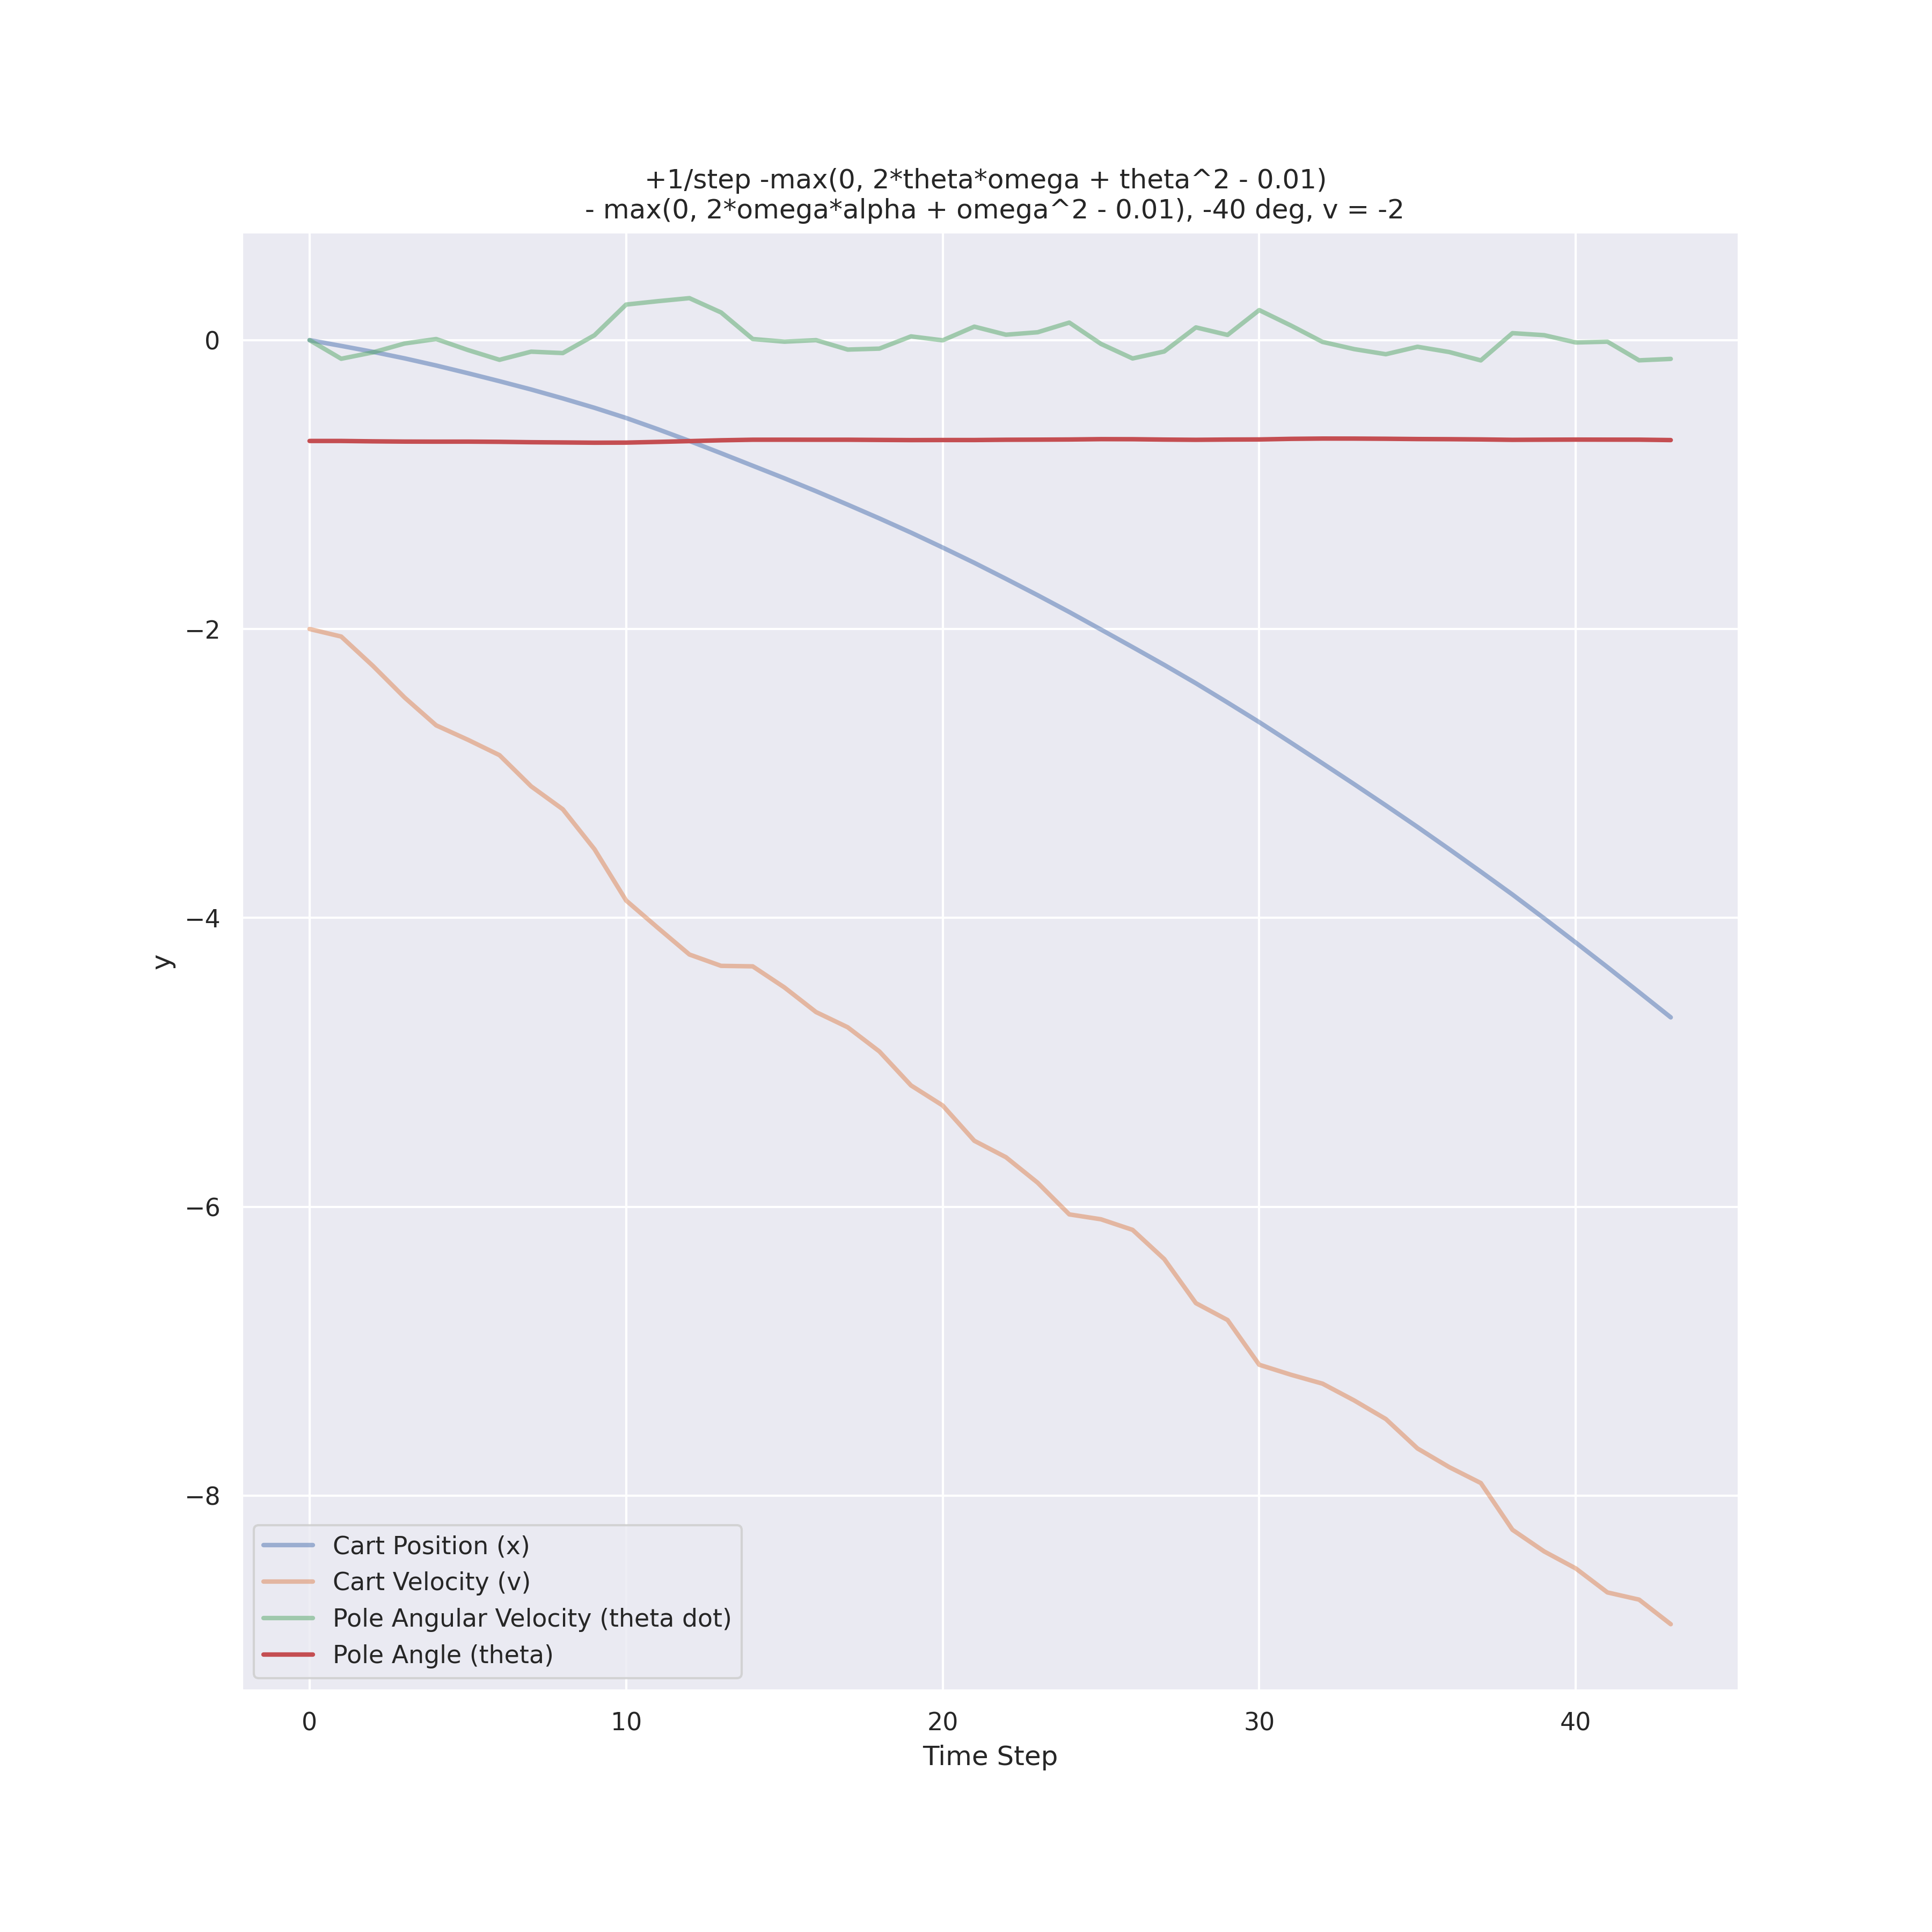 +1/step -max(0, 2*theta*omega + theta^2 - 0.01)
- max(0, 2*omega*alpha + omega^2 - 0.01), -40 deg, v = -2
0
−2
−4
−6
−8
y
Cart Position (x)
Cart Velocity (v)
Pole Angular Velocity (theta dot)
Pole Angle (theta)
0 10 20 30 40
Time Step